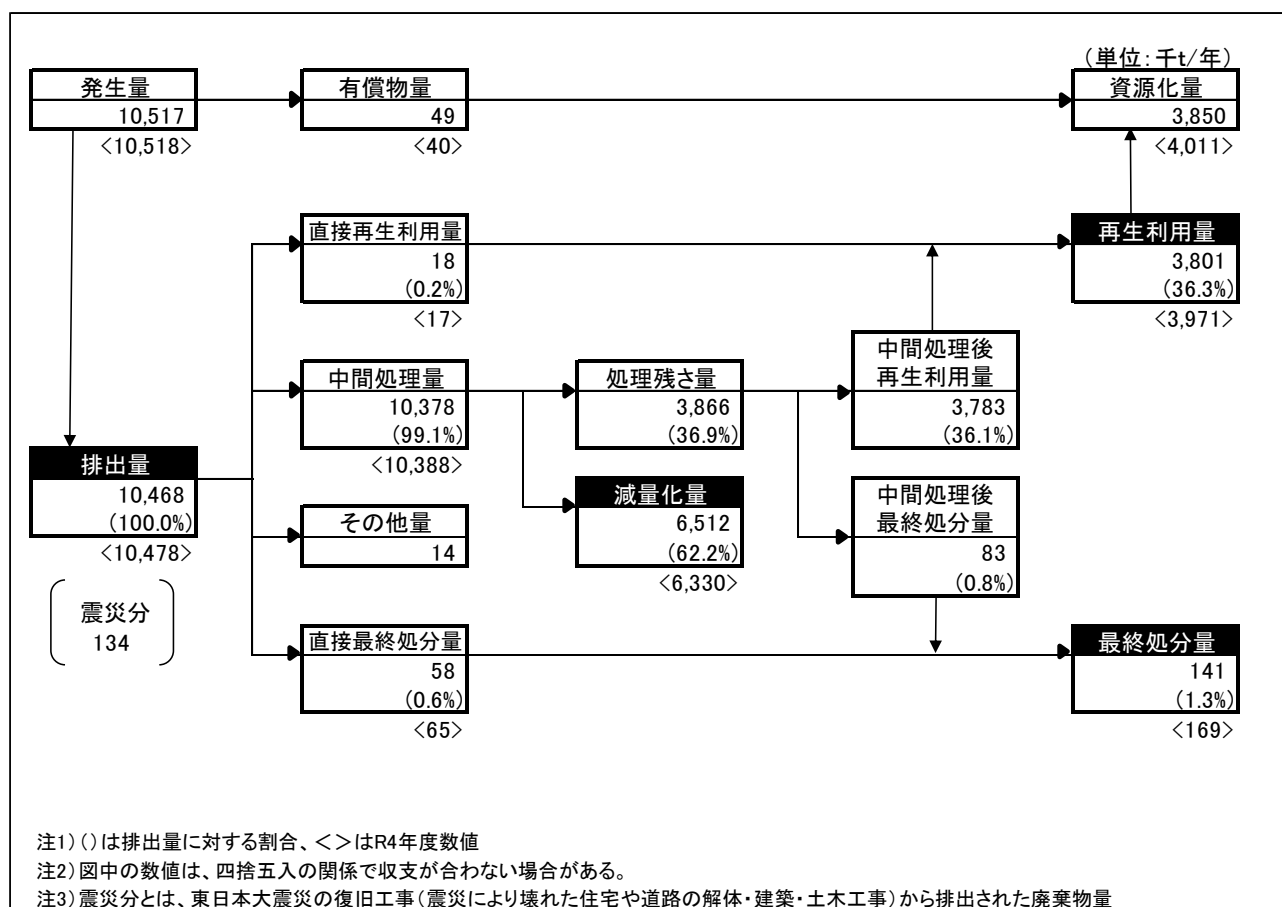 (単位:千t/年)
発生量
10,517
<10,518>
有償物量
49
<40>
資源化量
3,850
<4,011>
直接再生利用量
18
(0.2%)
<17>
再生利用量
3,801
(36.3%)
<3,971>
中間処理量
10,378
(99.1%)
<10,388>
処理残さ量
3,866
(36.9%)
中間処理後
再生利用量
3,783
(36.1%)
排出量
10,468
(100.0%)
<10,478>
震災分
134
その他量
14
減量化量
6,512
(62.2%)
<6,330>
中間処理後
最終処分量
83
(0.8%)
直接最終処分量
58
(0.6%)
<65>
最終処分量
141
(1.3%)
<169>
注1)()は排出量に対する割合、<>はR4年度数値
注2)図中の数値は、四捨五入の関係で収支が合わない場合がある。
注3)震災分とは、東日本大震災の復旧工事(震災により壊れた住宅や道路の解体・建築・土木工事)から排出された廃棄物量